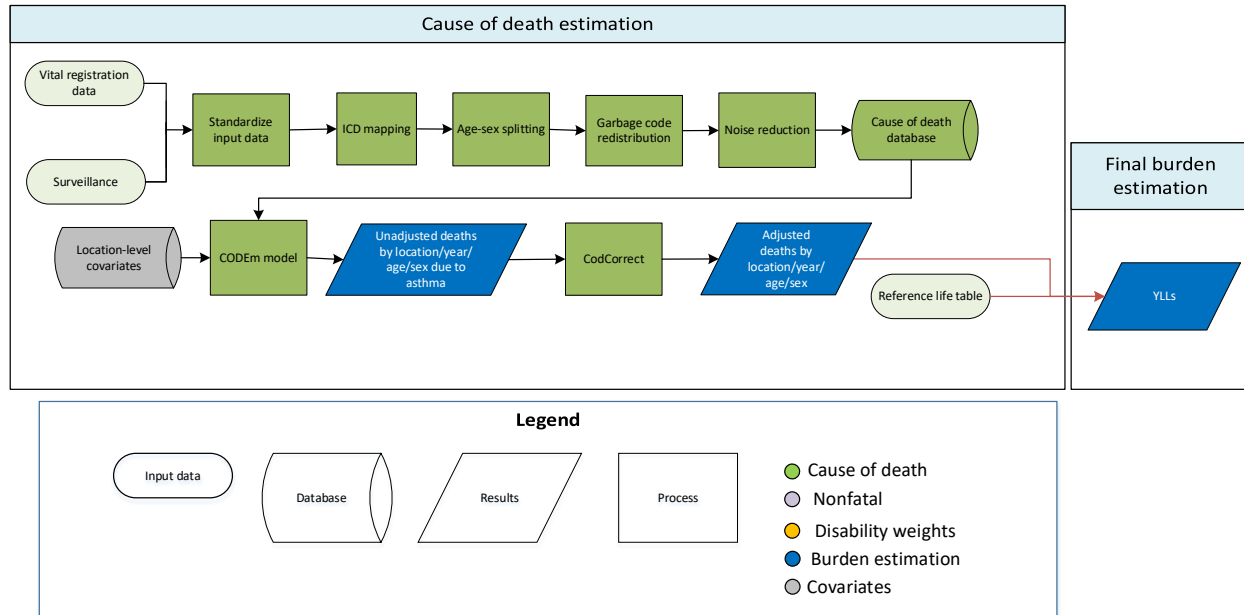 Cause of death estimation
Vital registration
data
Surveillance
Standardize
input data
ICD mapping
Age-sex splitting
Garbage code
redistribution
Noise reduction
Cause of death
database
Location-level
covariates
CODEm model
Unadjusted deaths
by location/year/
age/sex due to
asthma
CodCorrect
Adjusted
deaths by
location/year/
age/sex
Reference life table
Final burden
estimation
YLLs
Legend
Input data
Database
Results
Process
Cause of death
Nonfatal
Disability weights
Burden estimation
Covariates